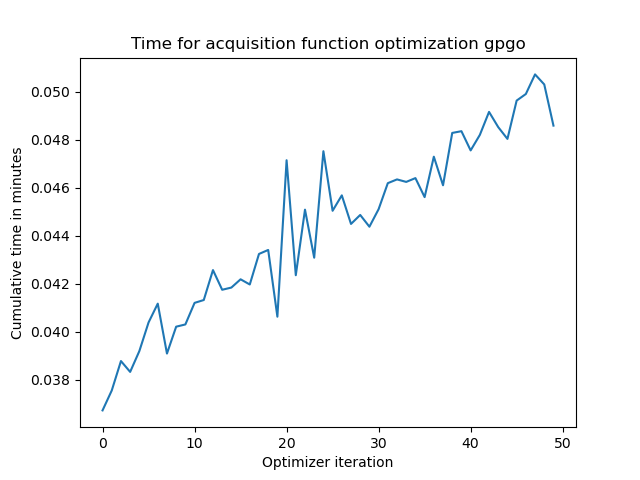 Time for acquisition function optimization gpgo
Cumulative time in minutes
0.050
0.048
0.046
0.044
0.042
0.040
0.038
0 10 20 30 40 50
Optimizer iteration